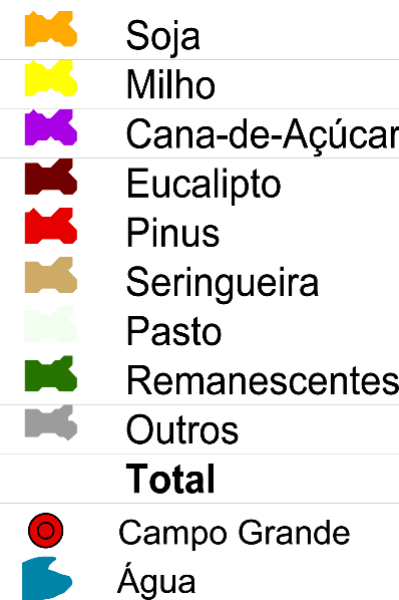 Soja
Milho
Cana-de-Açúcar
Eucalipto
Pinus
Seringueira
Pasto
Remanescentes
Outros
Total
Campo Grande
Água